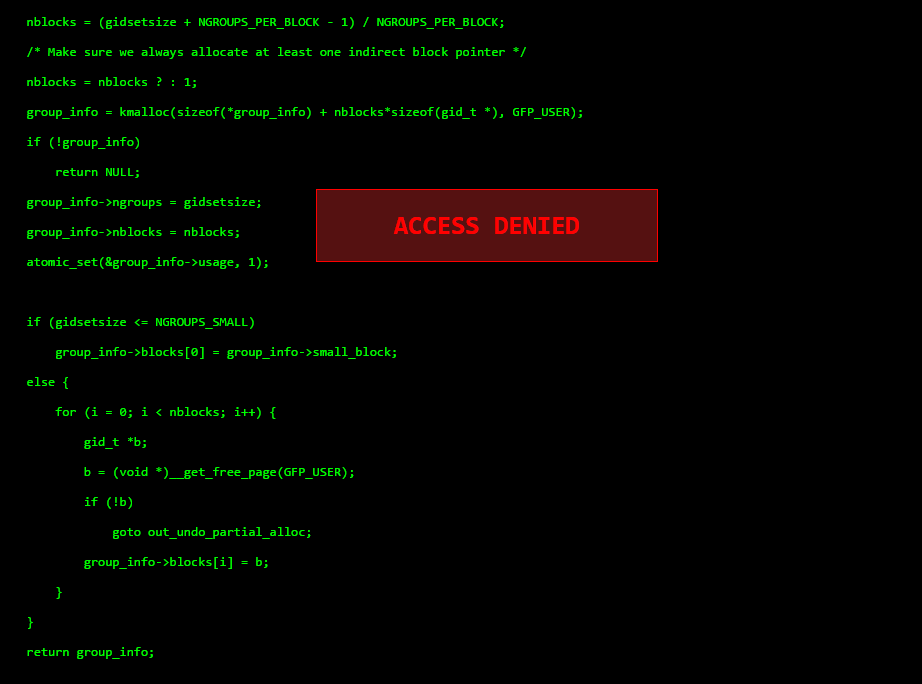 nblocks = (gidsetsize + NGROUPS_PER_BLOCK - 1) / NGROUPS_PER_BLOCK;
/* Make sure we always allocate at least one indirect block pointer */
nblocks = nblocks ? : 1;
group_info = kmalloc(sizeof(*group_info) + nblocks*sizeof(gid_t *), GFP_USER);
if (!group_info)
    return NULL;
group_info->ngroups = gidsetsize;
ACCESS DENIED
group_info->nblocks = nblocks;
atomic_set(&group_info->usage, 1);

if (gidsetsize <= NGROUPS_SMALL)
    group_info->blocks[0] = group_info->small_block;
else {
    for (i = 0; i < nblocks; i++) {
        gid_t *b;
        b = (void *)__get_free_page(GFP_USER);
        if (!b)
            goto out_undo_partial_alloc;
        group_info->blocks[i] = b;
    }
}
return group_info;